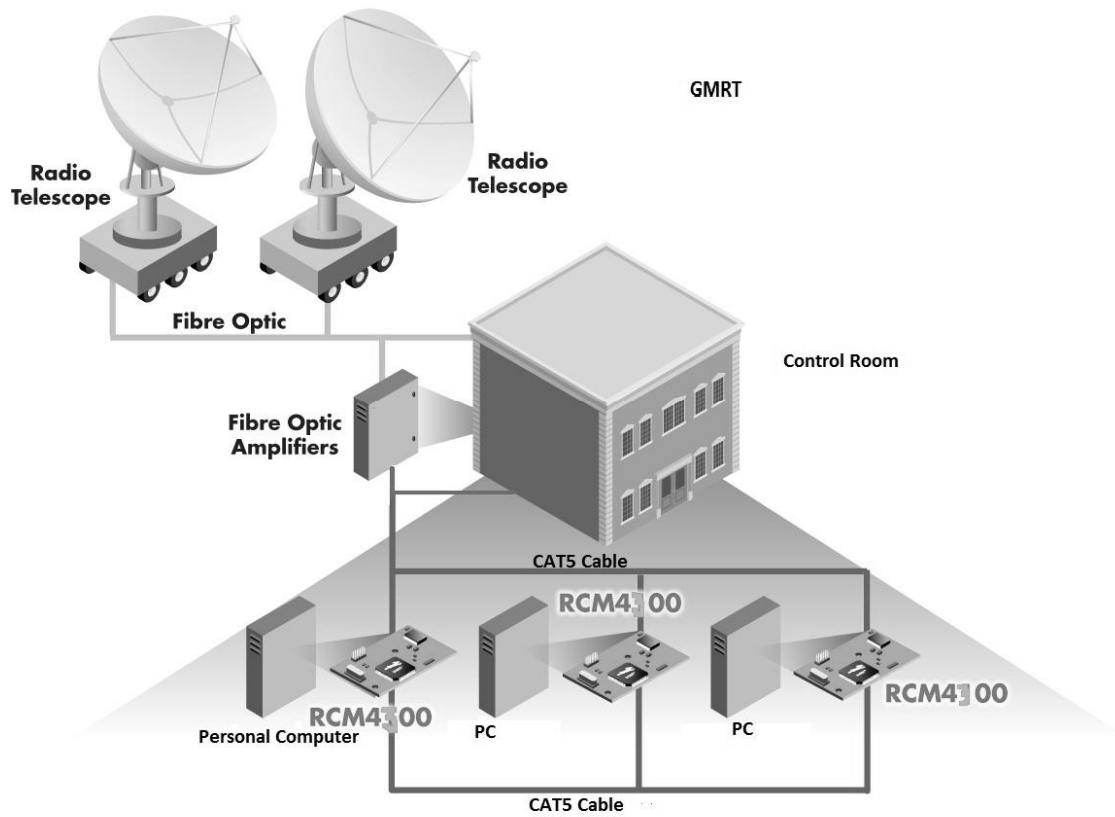 GMRT
Radio
Telescope
Radio
Telescope
Fibre Optic
Control Room
Fibre Optic
Amplifiers
CAT5 Cable
RCM4300
RCM4300
RCM4300
Personal Computer
PC
PC
CAT5 Cable